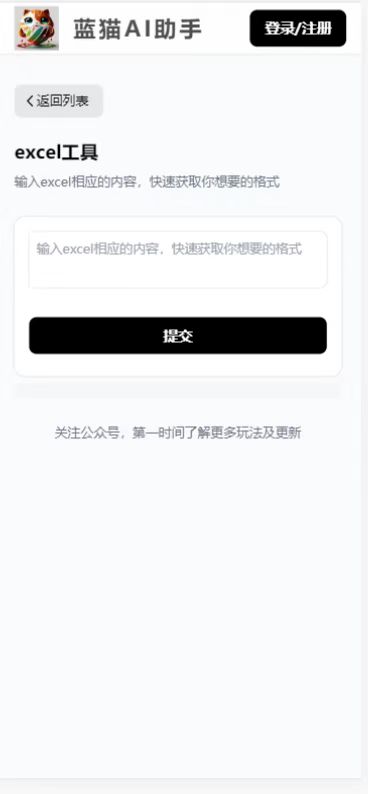 蓝猫AI助手
登录/注册
返回列表
excel工具
输入excel相应的内容，快速获取你想要的格式
输入excel相应的内容，快速获取你想要的格式
提交
关注公众号，第一时间了解更多玩法及更新